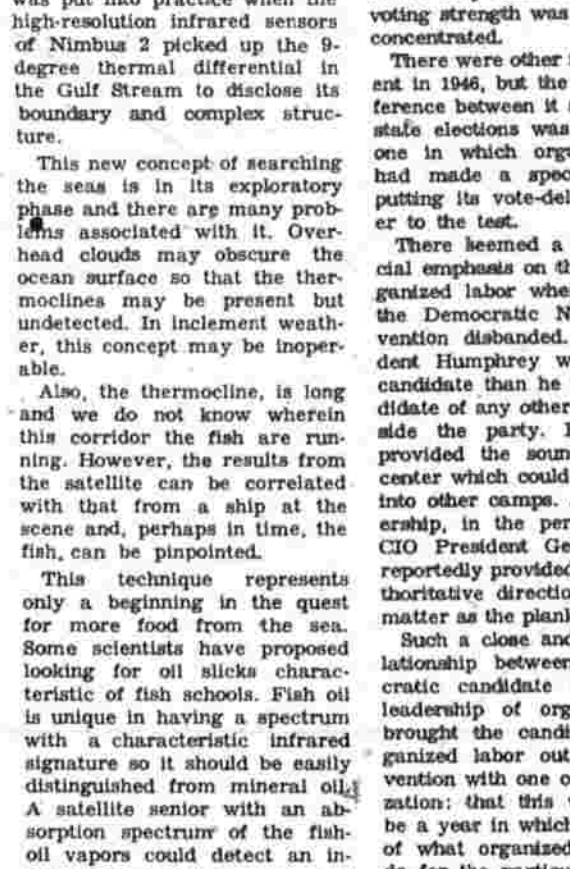 was put into practice when the
high-resolution infrared sensors
of Nimbus 2 picked up the 9-
degree thermal differential in
the Gulf Stream to disclose its
boundary and complex struc-
ture.
This new concept of searching
the seas is in its exploratory
phase and there are many prob-
lems associated with it. Over-
head clouds may obscure the
ocean surface so that the ther-
moclines may be present but
undetected. In inclement weath-
er, this concept may be inoper-
able.
Also, the thermocline, is long
and we do not know wherein
this corridor the fish are run-
ning. However, the results from
the satellite can be correlated
with that from a ship at the
scene and, perhaps in time, the
fish, can be pinpointed.
This technique represents
only a beginning in the quest
for more food from the sea.
Some scientists have proposed
looking for oil slicks charac-
teristic of fish schools. Fish oil
is unique in having a spectrum
with a characteristic infrared
signature so it should be easily
distinguished from mineral oil.
A satellite senior with an ab-
sorption spectrum of the fish-
oil vapors could detect an in-
voting strength was
concentrated.
There were other
ent in 1946, but the
ference between it
state elections was
one in which orga
had made a spec
putting its vote-del
er to the test.
There seemed a
cial emphasis on th
ganized labor whe
the Democratic N
vention disbanded.
dent Humphrey w
candidate than he
didate of any other
side the party.
provided the soun
center which could
into other camps.
ership, in the per
CIO President Ge
reportedly provided
thoritative directio
matter as the plank
Such a close and
lationship between
cratic candidate
leadership of org
brought the candi
ganized labor out
vention with one o
zation: that this
be a year in which
of what organized